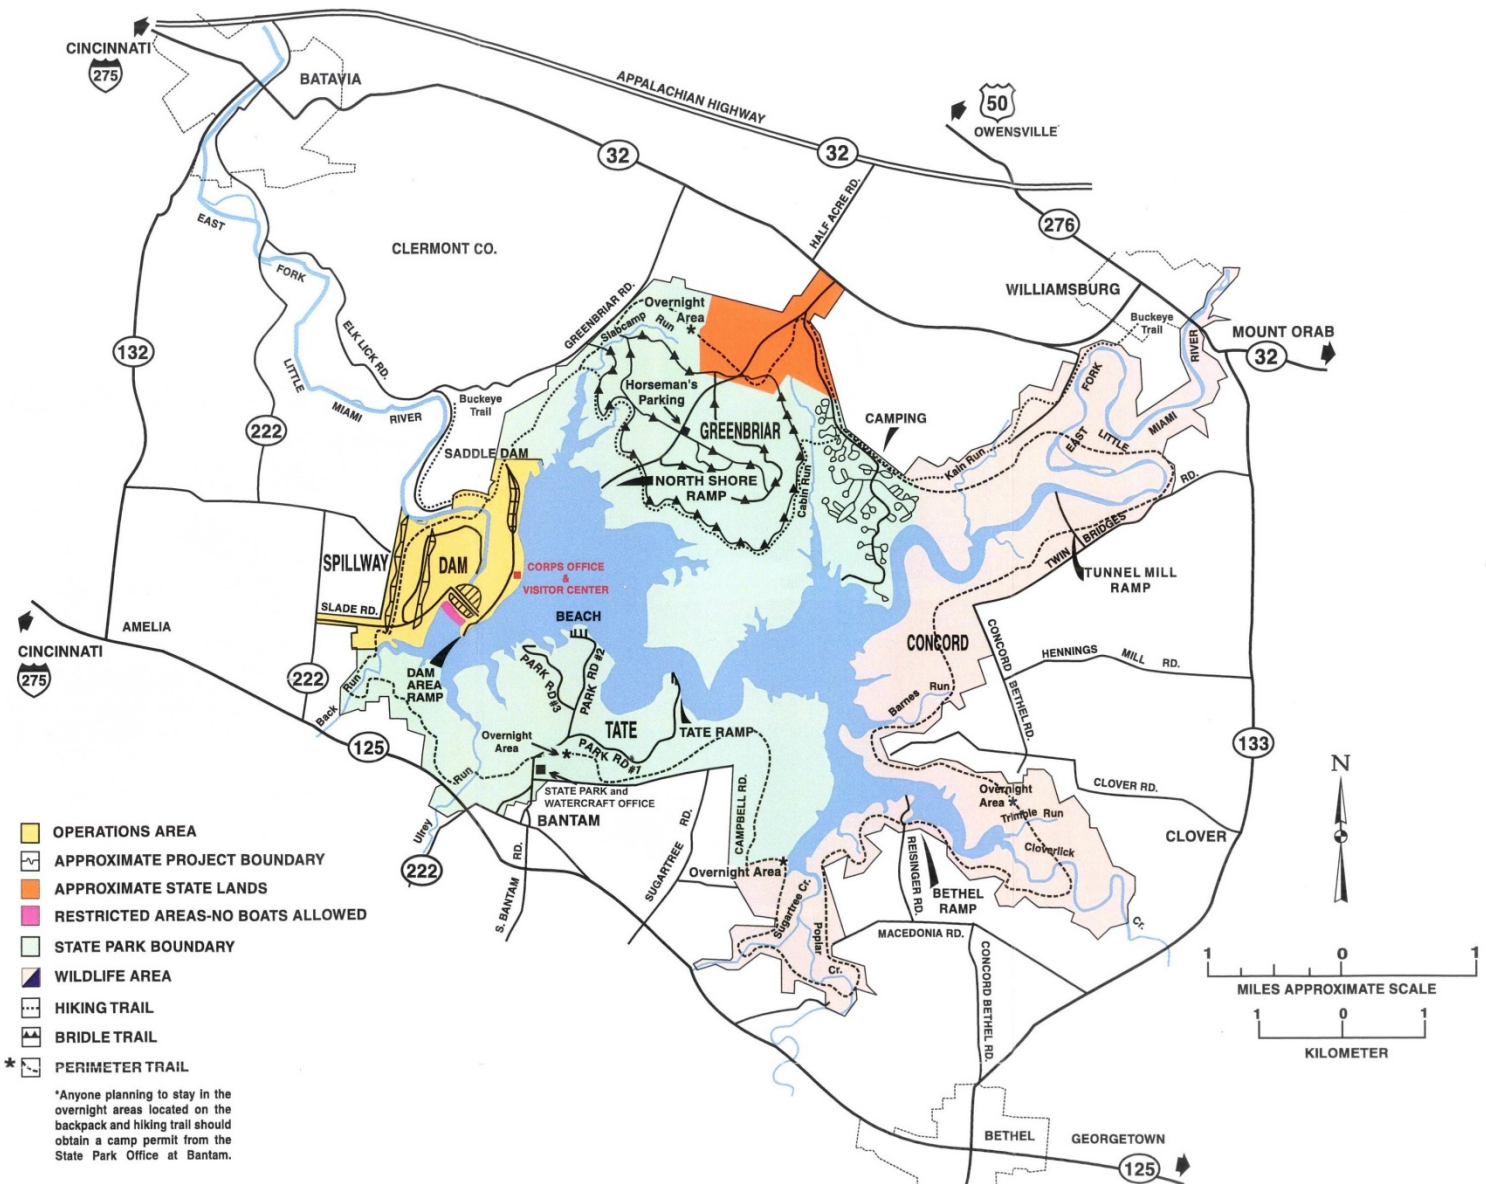 CINCINNATI
275
BATAVIA
APPALACHIAN HIGHWAY
32
32
50
OWENSVILLE
HALF ACRE RD.
276
EAST
FORK
CLERMONT CO.
WILLIAMSBURG
Buckeye
Trail
MOUNT ORAB
32
RIVER
GREENBRIAR RD.
Overnight
Area
Slabcamp
Run
132
ELK LICK RD.
LITTLE
MIAMI
RIVER
Buckeye
Trail
Horseman's
Parking
FORK
EAST
LITTLE
MIAMI
CAMPING
GREENBRIAR
222
SADDLE DAM
Kain Run
NORTH SHORE
RAMP
Cabin Run
RD.
BRIDGES
TWIN
SPILLWAY
DAM
CORPS OFFICE
&
VISITOR CENTER
TUNNEL MILL
RAMP
SLADE RD.
BEACH
AMELIA
CINCINNATI
275
222
Back
Run
DAM
AREA
RAMP
PARK RD#3
PARK RD #2
CONCORD
CONCORD
BETHEL RD.
HENNINGS
MILL
RD.
Barnes
Run
TATE
TATE RAMP
125
Overnight
Area
PARK RD#1
133
Run
Ulrey
STATE PARK and
WATERCRAFT OFFICE
BANTAM
222
CAMPBELL RD.
SUGARTREE
RD.
S. BANTAM
RD.
Overnight
Area
Trimple
Run
Cloverlick
Cr.
CLOVER RD.
CLOVER
N
Overnight Area
Sugartree Cr.
Poplar
Cr.
REISINGER RD.
BETHEL
RAMP
MACEDONIA RD.
CONCORD BETHEL RD.
OPERATIONS AREA
APPROXIMATE PROJECT BOUNDARY
APPROXIMATE STATE LANDS
RESTRICTED AREAS-NO BOATS ALLOWED
STATE PARK BOUNDARY
WILDLIFE AREA
HIKING TRAIL
BRIDLE TRAIL
* PERIMETER TRAIL
*Anyone planning to stay in the
overnight areas located on the
backpack and hiking trail should
obtain a camp permit from the
State Park Office at Bantam.
1 0 1
MILES APPROXIMATE SCALE
1 0 1
KILOMETER
BETHEL
GEORGETOWN
125